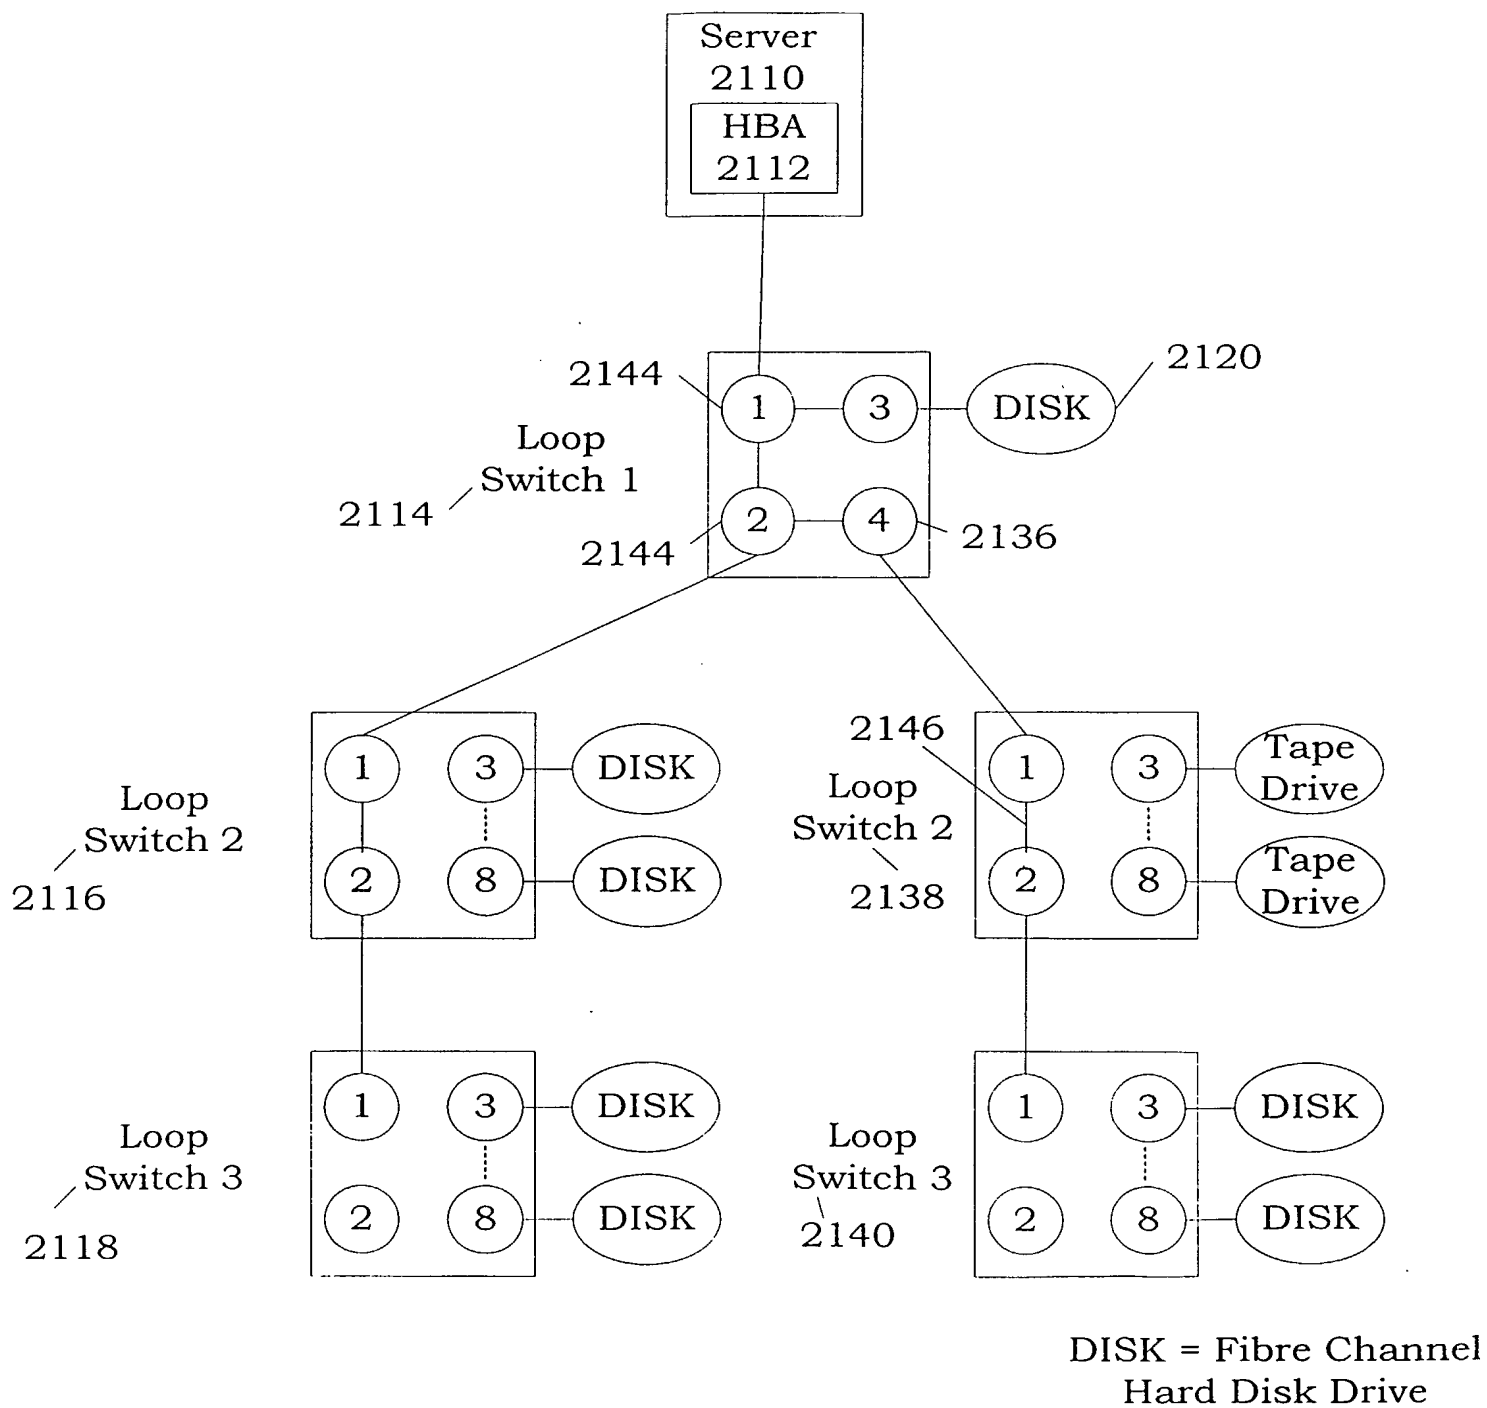 Server
2110
HBA
2112
2144
1
3
DISK
2120
Loop
Switch 1
2114
2
4
2144
2136
Loop
Switch 2
2116
1
3
DISK
2
8
DISK
2146
Loop
Switch 2
2138
1
3
Tape
Drive
2
8
Tape
Drive
Loop
Switch 3
2118
1
3
DISK
2
8
DISK
Loop
Switch 3
2140
1
3
DISK
2
8
DISK
DISK = Fibre Channel
Hard Disk Drive